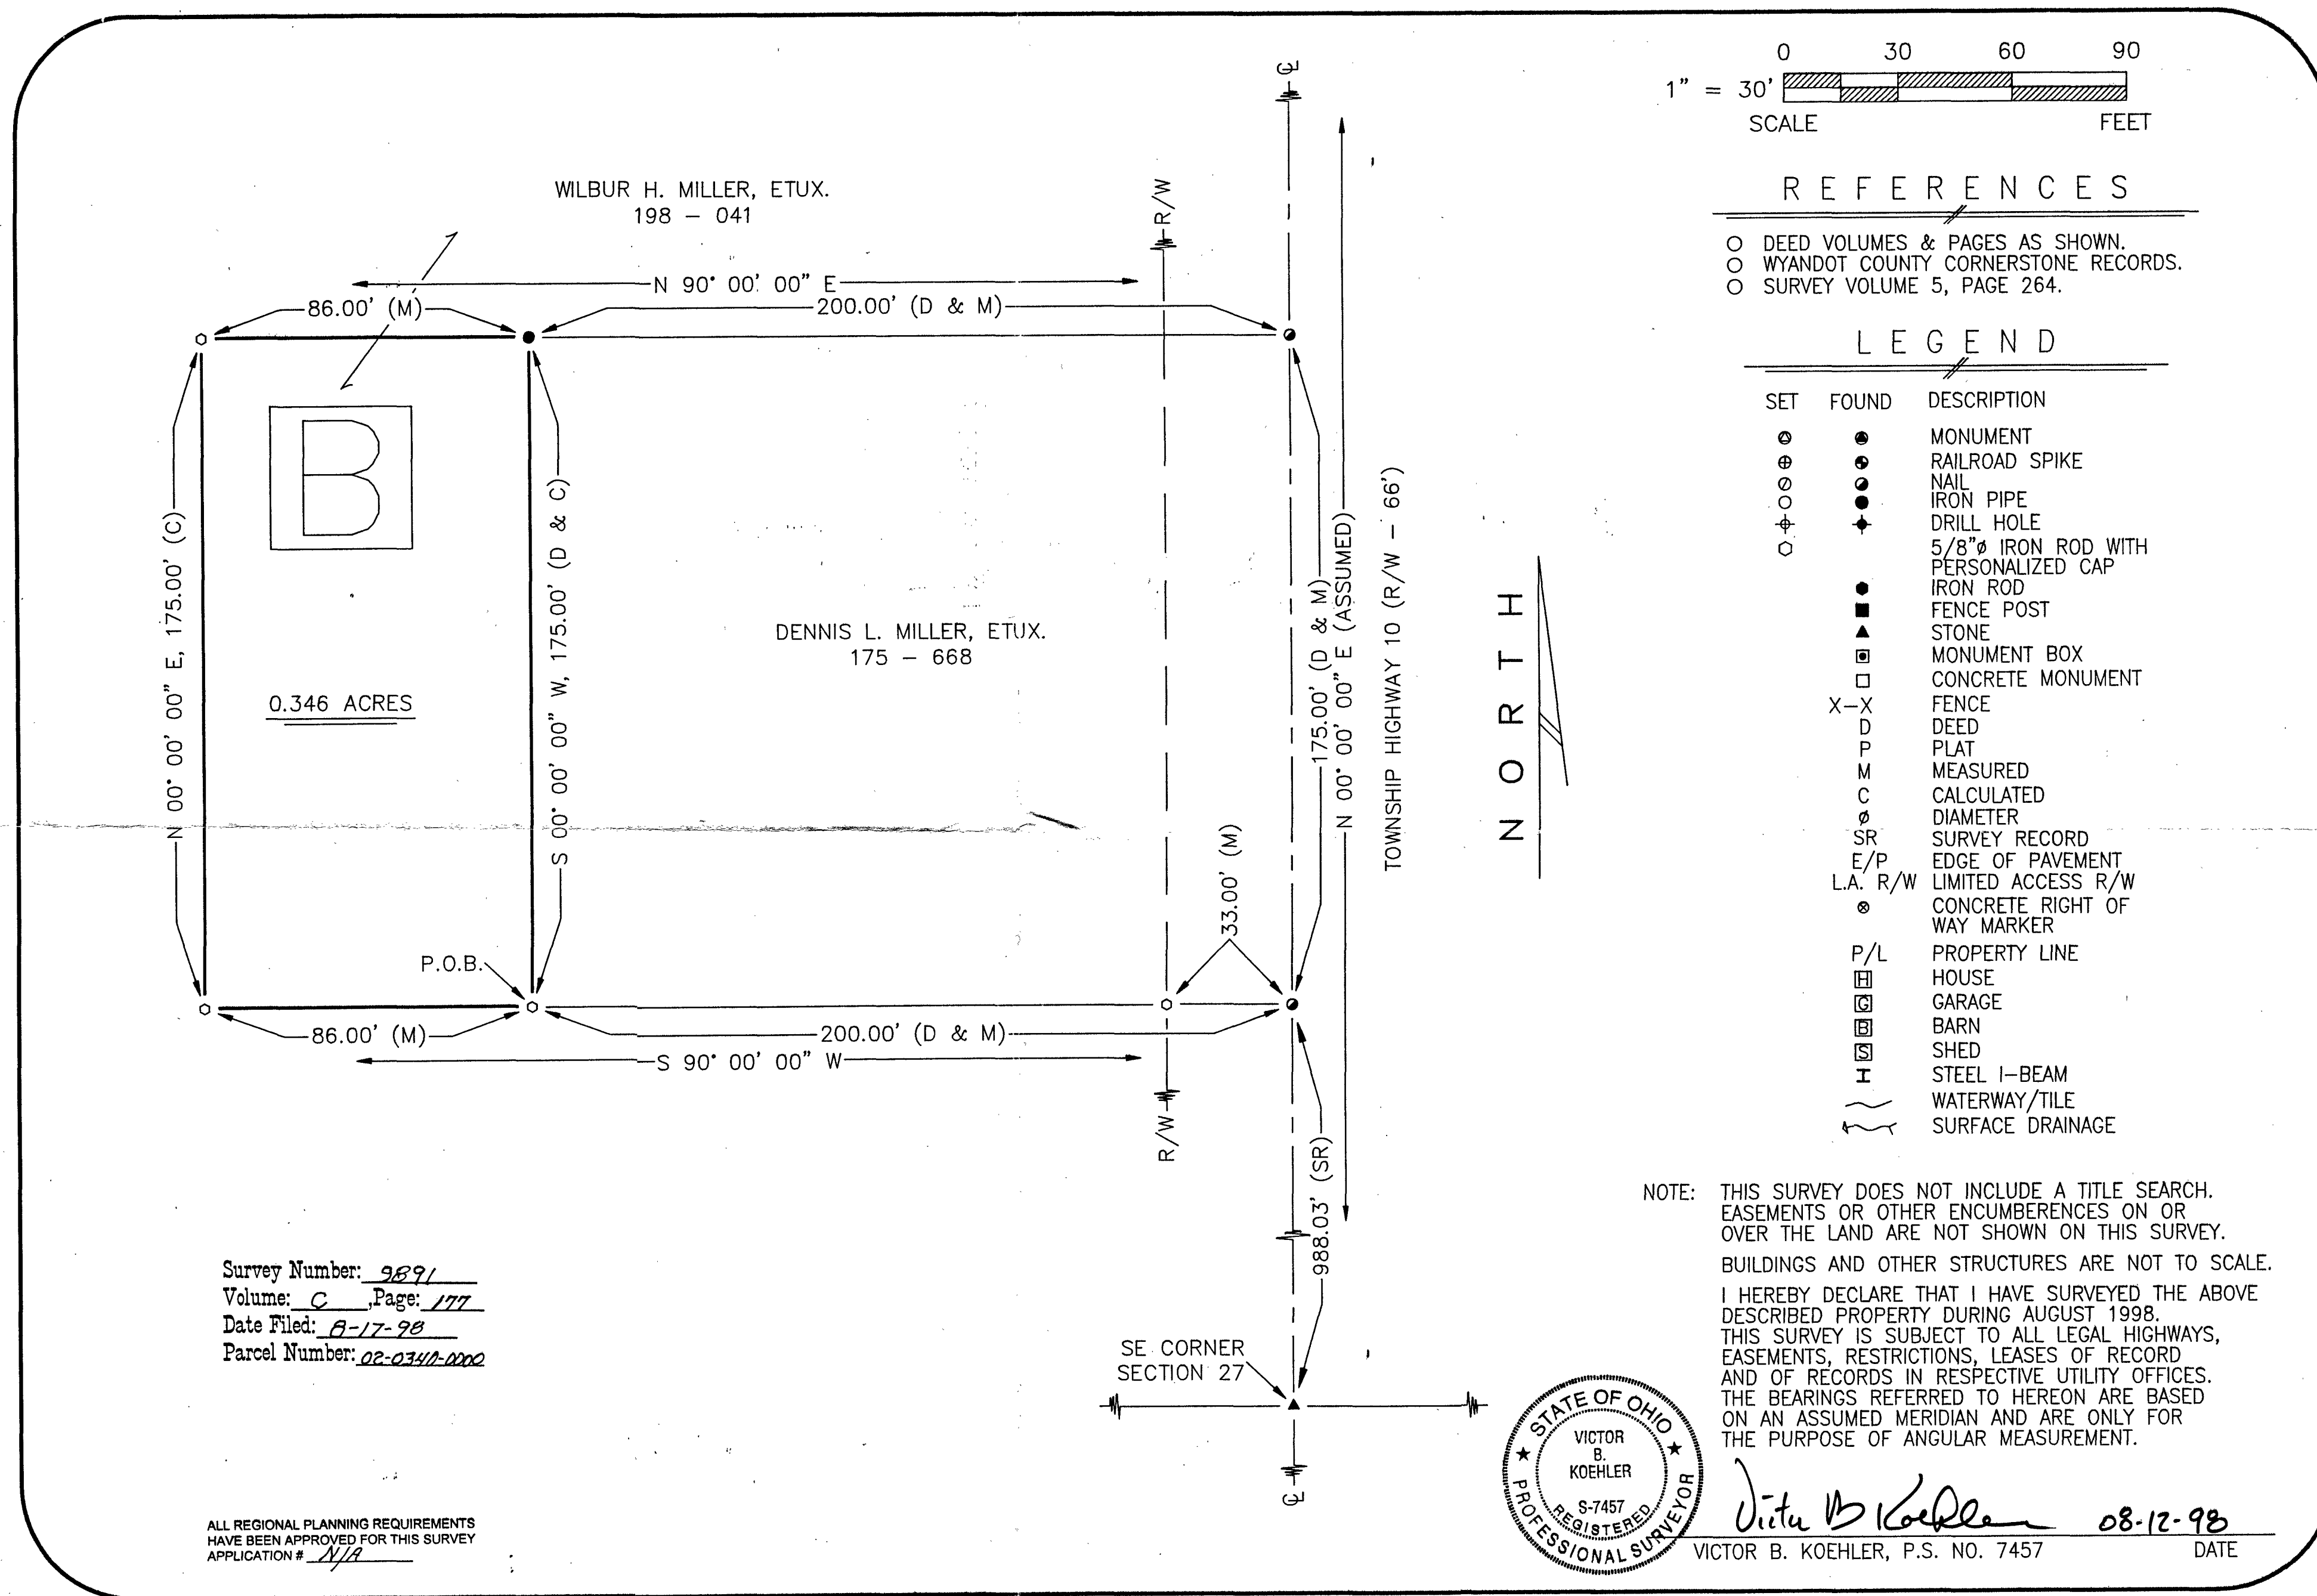 0 30 60 90
1" = 30'
SCALE FEET
REFERENCES
DEED VOLUMES & PAGES AS SHOWN.
WYANDOT COUNTY CORNERSTONE RECORDS.
SURVEY VOLUME 5, PAGE 264.
LEGEND
SET FOUND DESCRIPTION
MONUMENT
RAILROAD SPIKE
NAIL
IRON PIPE
DRILL HOLE
5/8"ø IRON ROD WITH
PERSONALIZED CAP
IRON ROD
FENCE POST
STONE
MONUMENT BOX
CONCRETE MONUMENT
X-X FENCE
D DEED
P PLAT
M MEASURED
C CALCULATED
ø DIAMETER
SR SURVEY RECORD
E/P EDGE OF PAVEMENT
L.A. R/W LIMITED ACCESS R/W
CONCRETE RIGHT OF
WAY MARKER
P/L PROPERTY LINE
H HOUSE
G GARAGE
B BARN
S SHED
I STEEL I-BEAM
WATERWAY/TILE
SURFACE DRAINAGE
WILBUR H. MILLER, ETUX.
198 - 041
N 90° 00' 00" E
86.00' (M)
200.00' (D & M)
R/W
℄
B
0.346 ACRES
N 00° 00' 00" E, 175.00' (C)
S 00° 00' 00" W, 175.00' (D & C)
DENNIS L. MILLER, ETUX.
175 - 668
175.00' (D & M)
N 00° 00' 00" E (ASSUMED)
TOWNSHIP HIGHWAY 10 (R/W - 66')
NORTH
33.00' (M)
P.O.B.
86.00' (M)
200.00' (D & M)
S 90° 00' 00" W
R/W
988.03' (SR)
SE CORNER
SECTION 27
℄
Survey Number: 9891
Volume: C ,Page: 177
Date Filed: 8-17-98
Parcel Number: 02-0340-0000
ALL REGIONAL PLANNING REQUIREMENTS
HAVE BEEN APPROVED FOR THIS SURVEY
APPLICATION # N/A
NOTE: THIS SURVEY DOES NOT INCLUDE A TITLE SEARCH.
EASEMENTS OR OTHER ENCUMBERENCES ON OR
OVER THE LAND ARE NOT SHOWN ON THIS SURVEY.
BUILDINGS AND OTHER STRUCTURES ARE NOT TO SCALE.
I HEREBY DECLARE THAT I HAVE SURVEYED THE ABOVE
DESCRIBED PROPERTY DURING AUGUST 1998.
THIS SURVEY IS SUBJECT TO ALL LEGAL HIGHWAYS,
EASEMENTS, RESTRICTIONS, LEASES OF RECORD
AND OF RECORDS IN RESPECTIVE UTILITY OFFICES.
THE BEARINGS REFERRED TO HEREON ARE BASED
ON AN ASSUMED MERIDIAN AND ARE ONLY FOR
THE PURPOSE OF ANGULAR MEASUREMENT.
STATE OF OHIO
VICTOR
B.
KOEHLER
S-7457
REGISTERED
PROFESSIONAL SURVEYOR
Victor B Koehler 08-12-98
VICTOR B. KOEHLER, P.S. NO. 7457 DATE